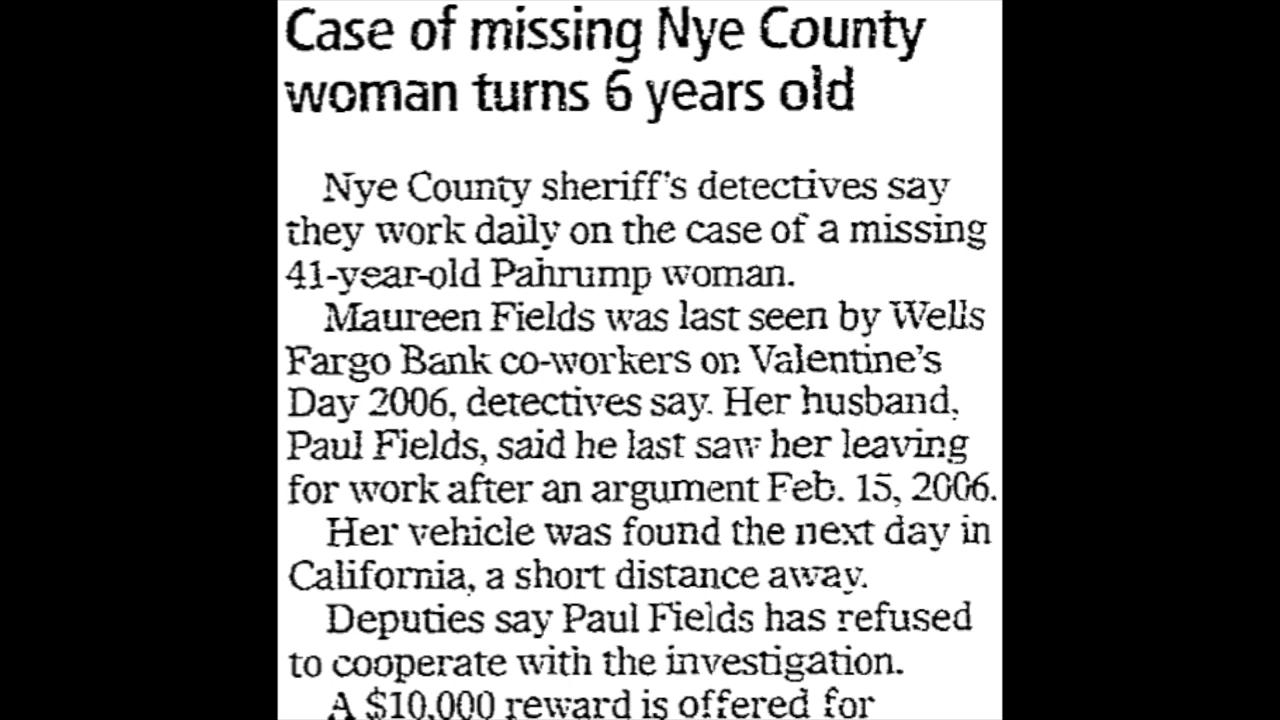 Case of missing Nye County
woman turns 6 years old
Nye County sheriff's detectives say
they work daily on the case of a missing
41-year-old Pahrump woman.
Maureen Fields was last seen by Wells
Fargo Bank co-workers on Valentine's
Day 2006, detectives say. Her husband,
Paul Fields, said he last saw her leaving
for work after an argument Feb. 15, 2006.
Her vehicle was found the next day in
California, a short distance away.
Deputies say Paul Fields has refused
to cooperate with the investigation.
A $10,000 reward is offered for